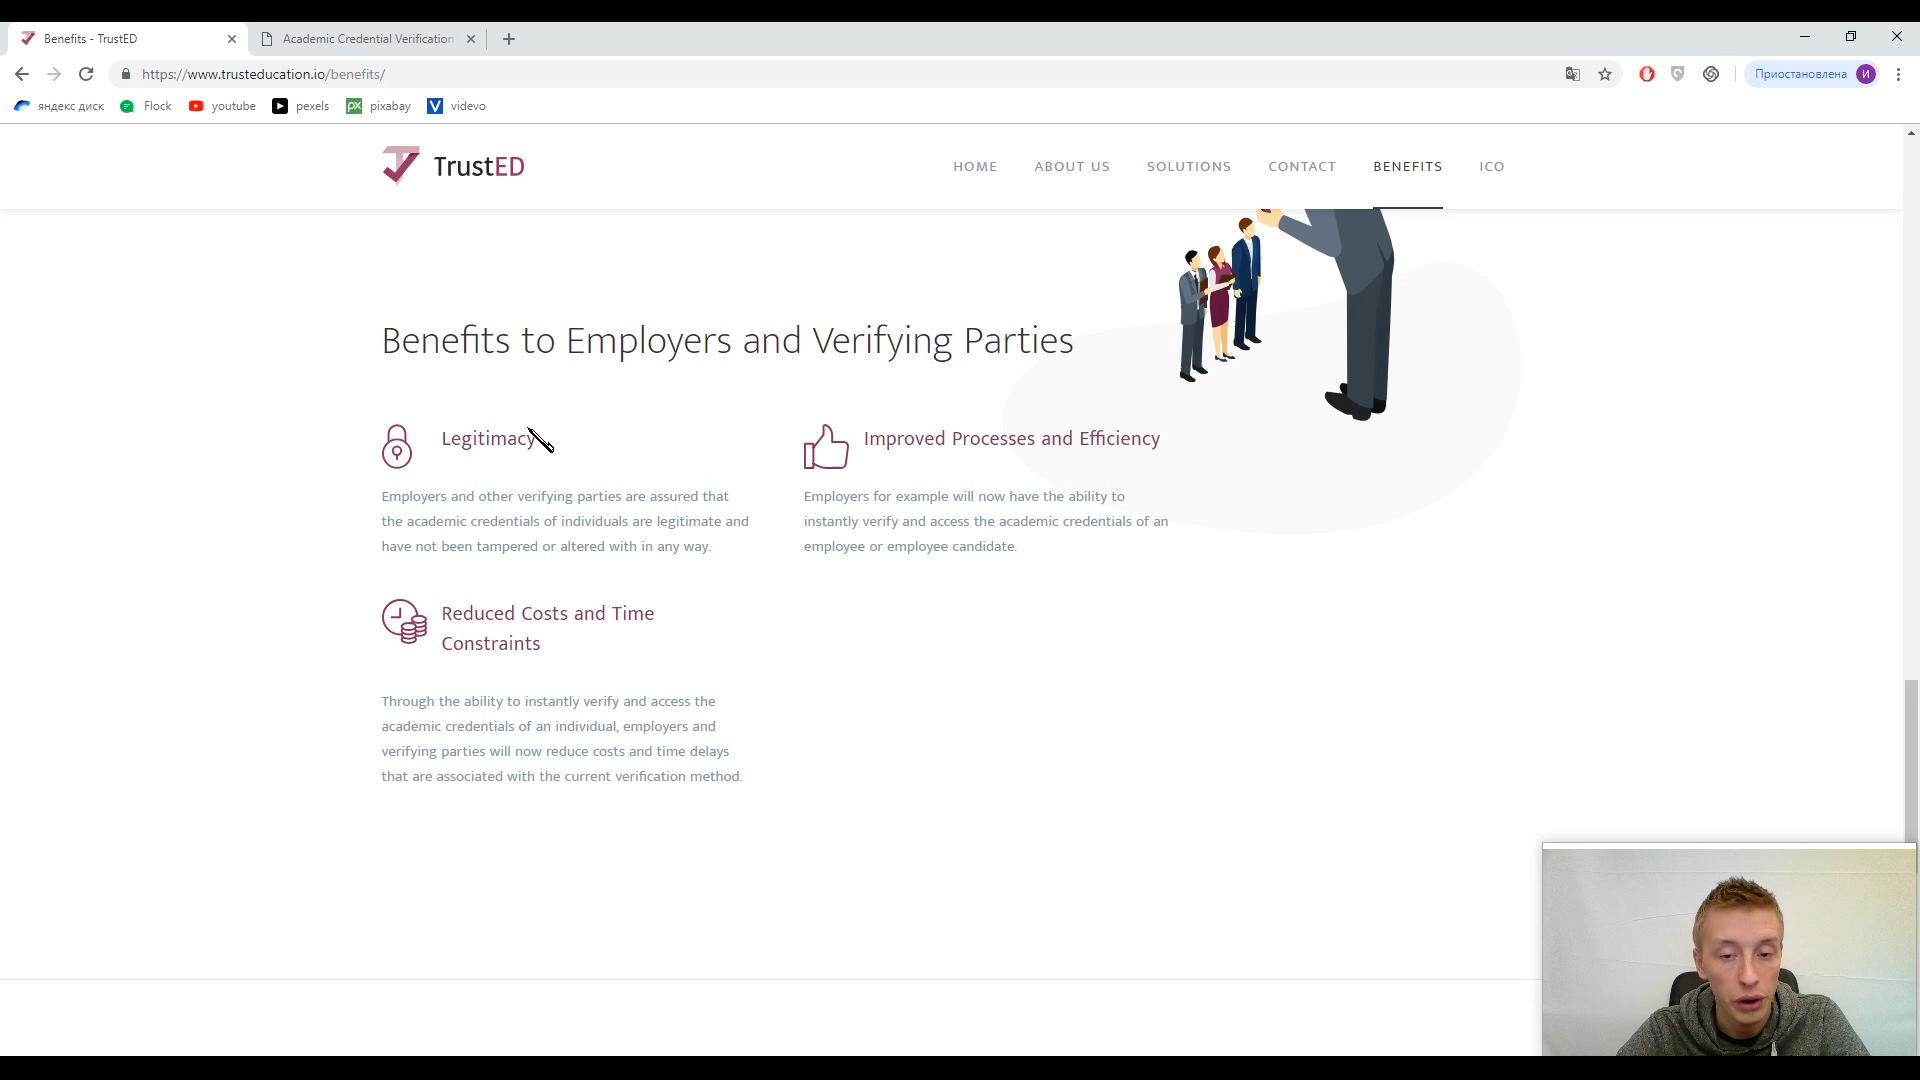 Benefits - TrustED
Academic Credential Verification
https://www.trusteducation.io/benefits/
Приостановлена И
яндекс диск Flock youtube px pexels pixabay V videvo
TrustED
HOME ABOUT US SOLUTIONS CONTACT BENEFITS ICO
Benefits to Employers and Verifying Parties
Legitimacy
Employers and other verifying parties are assured that
the academic credentials of individuals are legitimate and
have not been tampered or altered with in any way.
Improved Processes and Efficiency
Employers for example will now have the ability to
instantly verify and access the academic credentials of an
employee or employee candidate.
Reduced Costs and Time
Constraints
Through the ability to instantly verify and access the
academic credentials of an individual, employers and
verifying parties will now reduce costs and time delays
that are associated with the current verification method.